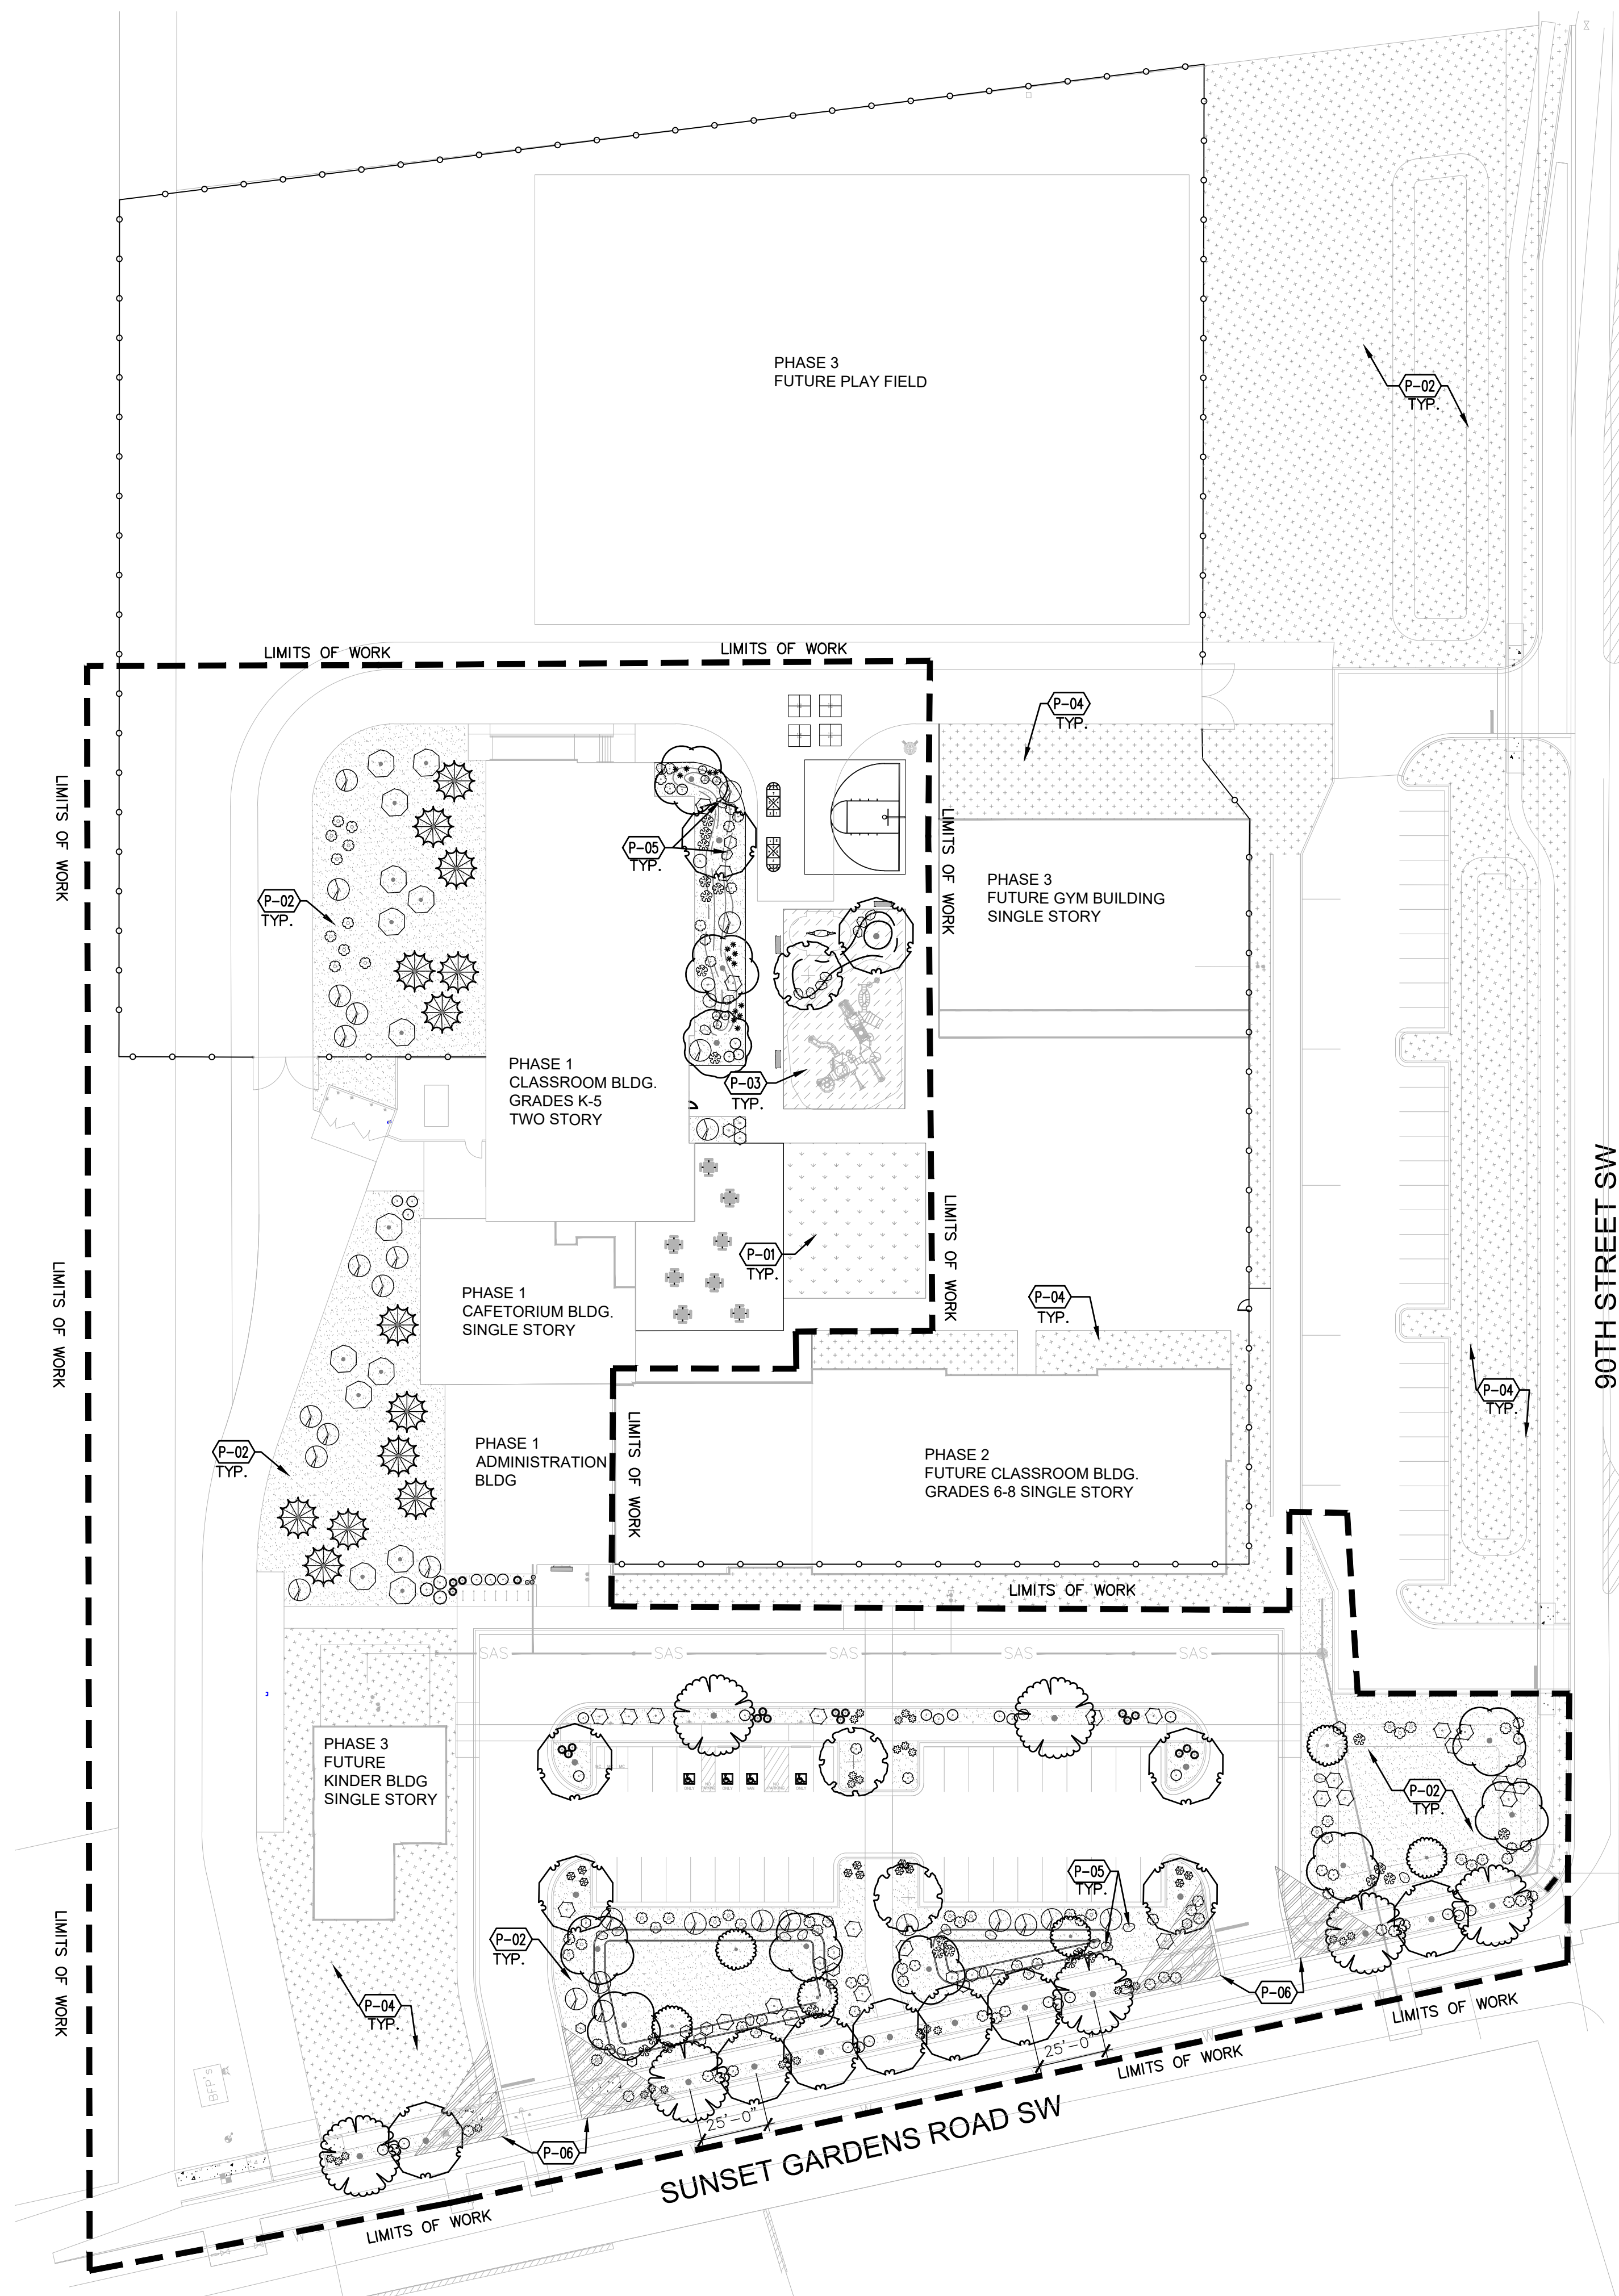 PHASE 3
FUTURE PLAY FIELD
P-02
TYP.
LIMITS OF WORK
LIMITS OF WORK
P-04
TYP.
LIMITS OF WORK
P-05
TYP.
LIMITS OF WORK
PHASE 3
FUTURE GYM BUILDING
SINGLE STORY
P-02
TYP.
PHASE 1
CLASSROOM BLDG.
GRADES K-5
TWO STORY
P-03
TYP.
90TH STREET SW
LIMITS OF WORK
LIMITS OF WORK
P-01
TYP.
PHASE 1
CAFETORIUM BLDG.
SINGLE STORY
P-04
TYP.
P-04
TYP.
P-02
TYP.
PHASE 1
ADMINISTRATION
BLDG
LIMITS OF WORK
PHASE 2
FUTURE CLASSROOM BLDG.
GRADES 6-8 SINGLE STORY
LIMITS OF WORK
SAS
SAS
SAS
SAS
SAS
PHASE 3
FUTURE
KINDER BLDG
SINGLE STORY
P-02
TYP.
P-05
TYP.
LIMITS OF WORK
P-02
TYP.
P-06
P-04
TYP.
LIMITS OF WORK
25'-0"
LIMITS OF WORK
BFPS
25'-0"
P-06
SUNSET GARDENS ROAD SW
LIMITS OF WORK